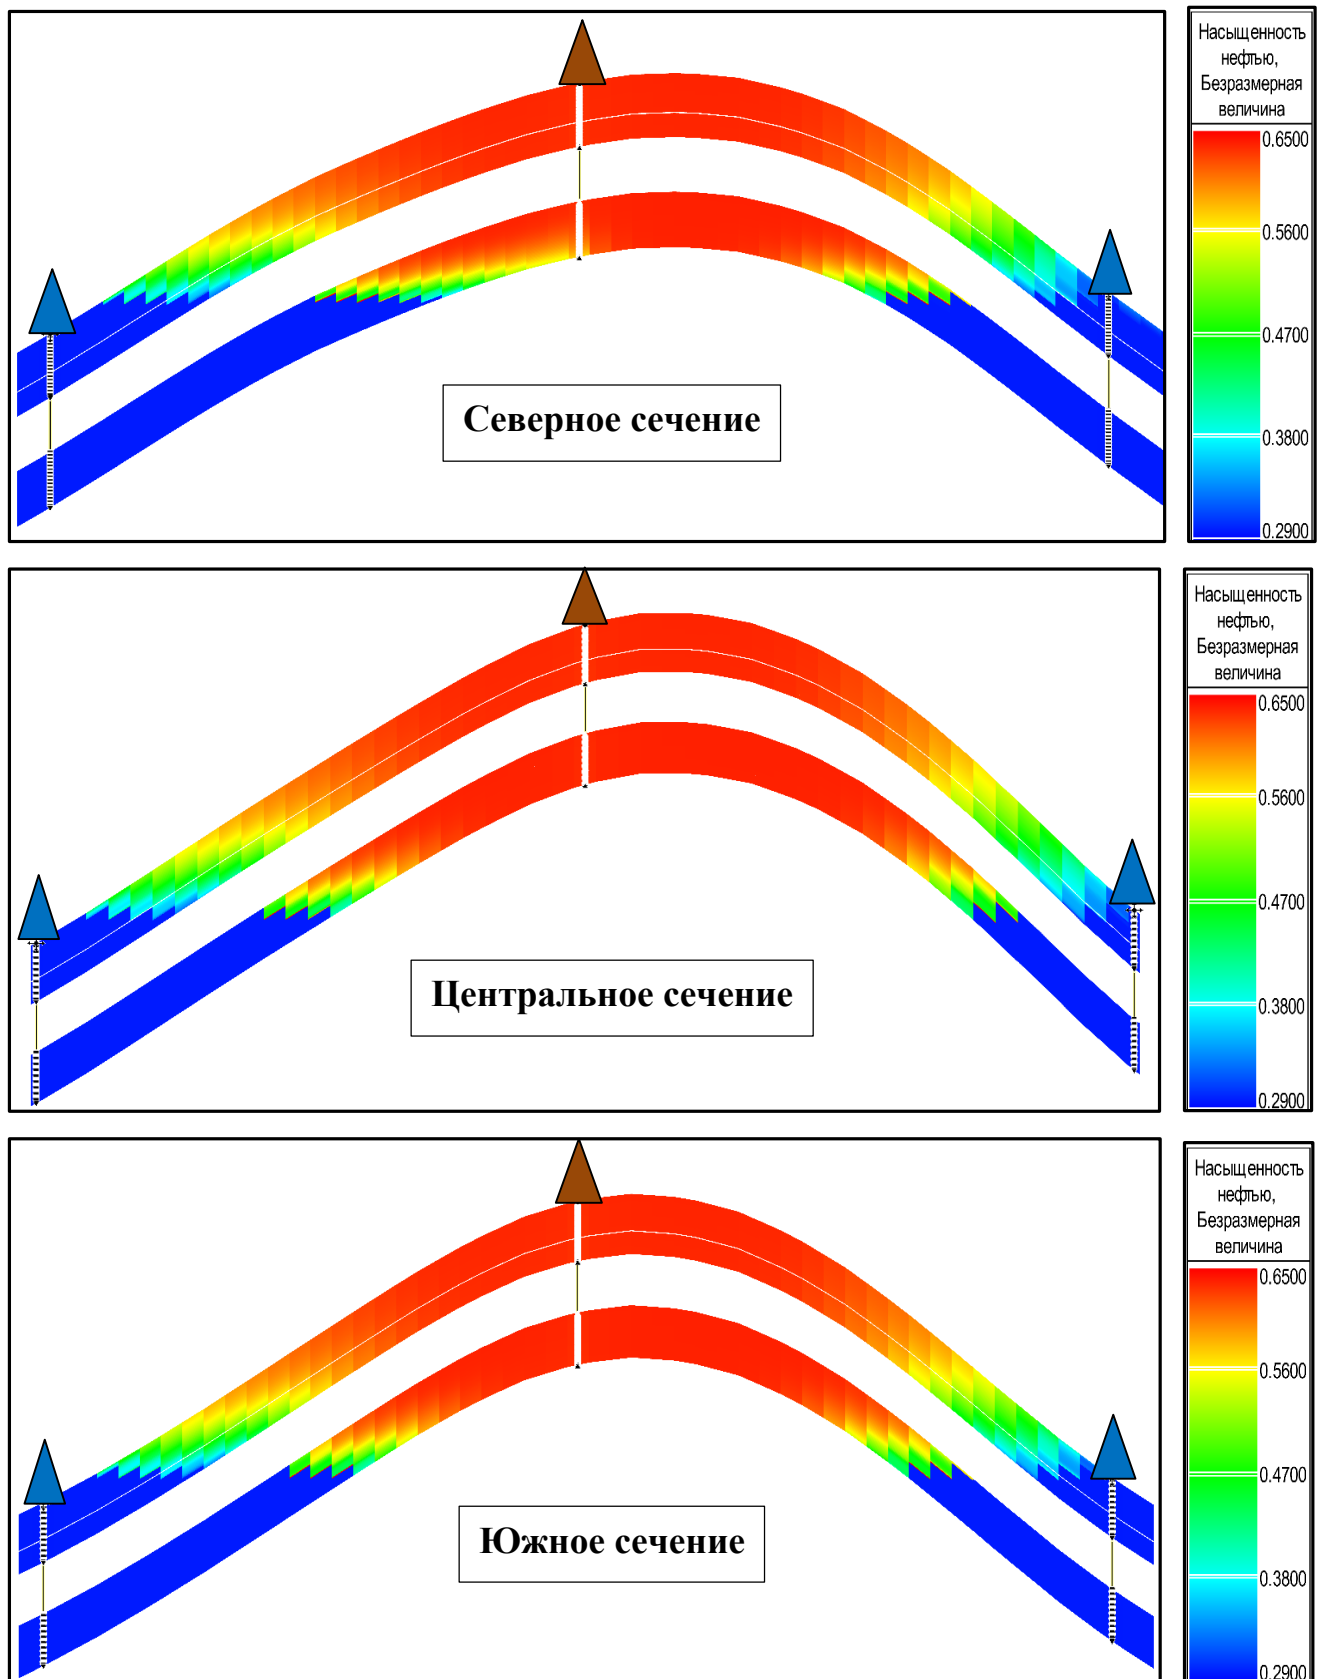 Насыщенность
нефтью,
Безразмерная
величина
0.6500
0.5600
0.4700
0.3800
0.2900
Северное сечение
Насыщенность
нефтью,
Безразмерная
величина
0.6500
0.5600
0.4700
0.3800
0.2900
Центральное сечение
Насыщенность
нефтью,
Безразмерная
величина
0.6500
0.5600
0.4700
0.3800
0.2900
Южное сечение